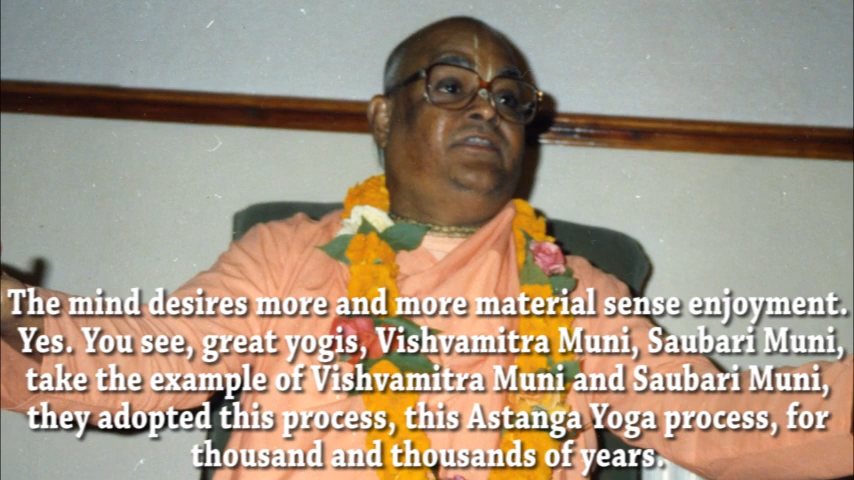 The mind desires more and more material sense enjoyment.
Yes. You see, great yogis, Vishvamitra Muni, Saubari Muni,
take the example of Vishvamitra Muni and Saubari Muni,
they adopted this process, this Astanga Yoga process, for
thousand and thousands of years.